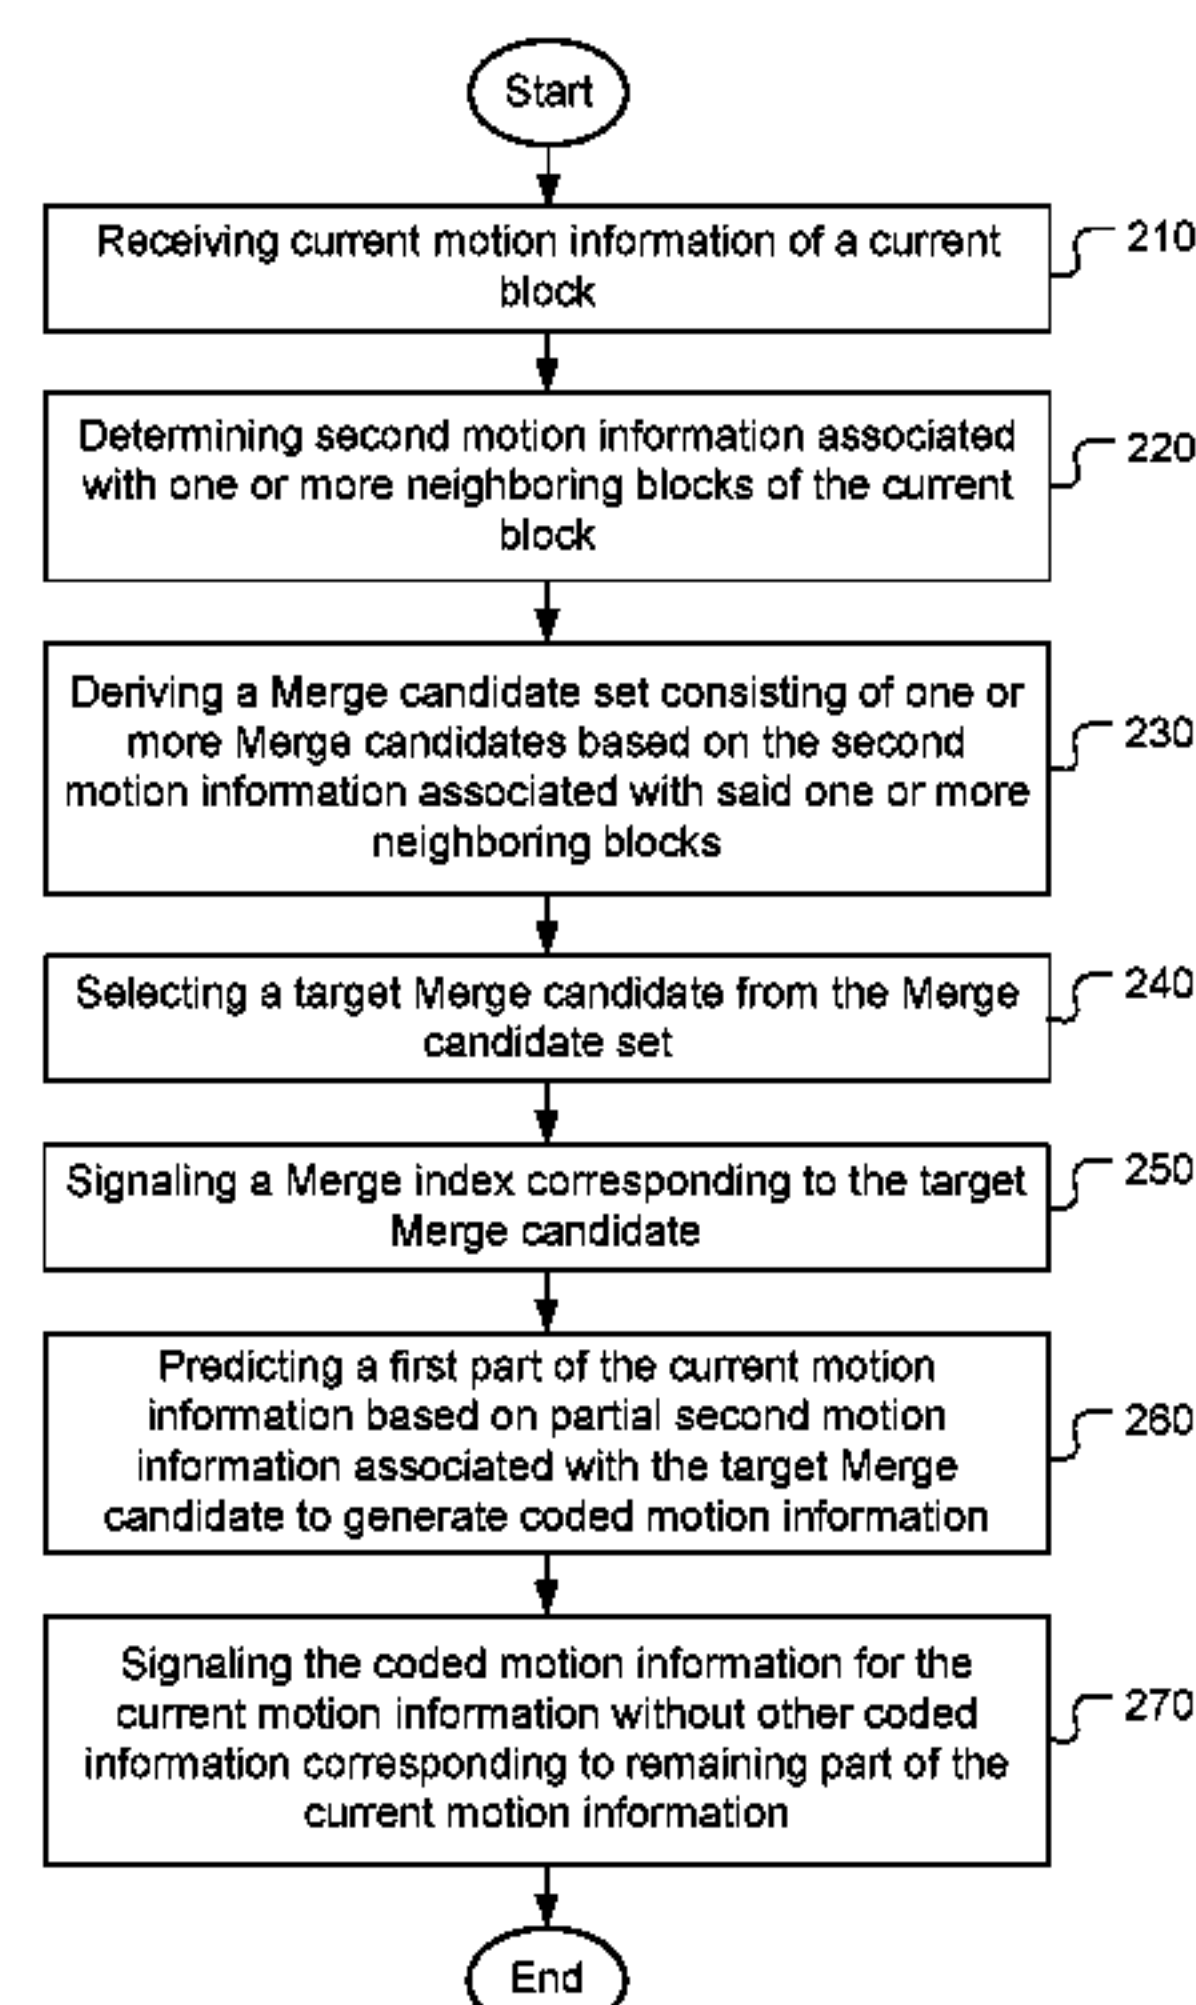 Start
Receiving current motion information of a current
block
210
Determining second motion information associated
with one or more neighboring blocks of the current
block
220
Deriving a Merge candidate set consisting of one or
more Merge candidates based on the second
motion information associated with said one or more
neighboring blocks
230
Selecting a target Merge candidate from the Merge
candidate set
240
Signaling a Merge index corresponding to the target
Merge candidate
250
Predicting a first part of the current motion
information based on partial second motion
information associated with the target Merge
candidate to generate coded motion information
260
Signaling the coded motion information for the
current motion information without other coded
information corresponding to remaining part of the
current motion information
270
End